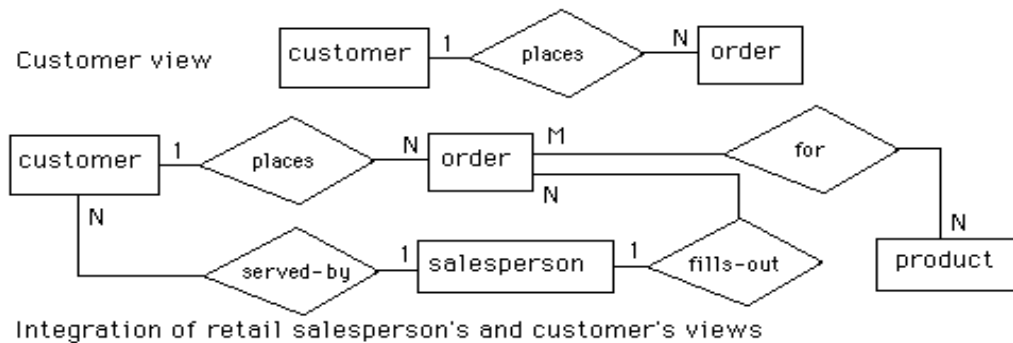 customer 1 places N order
Customer view
customer 1 places N order M for
N
N served-by 1 salesperson 1 fills-out N product
Integration of retail salesperson's and customer's views